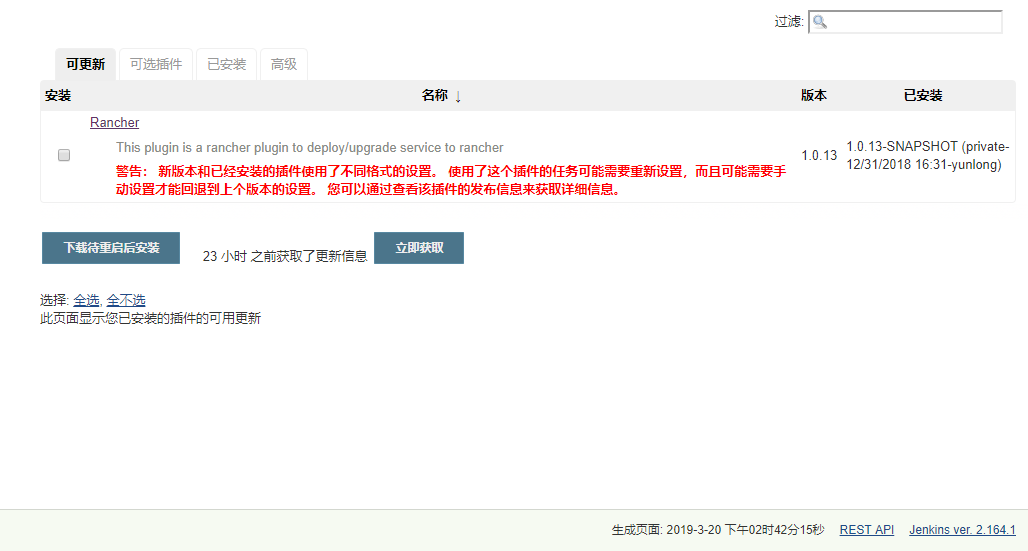 过滤:
可更新 可选插件 已安装 高级
安装 名称 ↓ 版本 已安装
Rancher
This plugin is a rancher plugin to deploy/upgrade service to rancher
警告： 新版本和已经安装的插件使用了不同格式的设置。 使用了这个插件的任务可能需要重新设置，而且可能需要手
动设置才能回退到上个版本的设置。 您可以通过查看该插件的发布信息来获取详细信息。
1.0.13
1.0.13-SNAPSHOT (private-
12/31/2018 16:31-yunlong)
下载待重启后安装 23 小时 之前获取了更新信息 立即获取
选择: 全选, 全不选
此页面显示您已安装的插件的可用更新
生成页面: 2019-3-20 下午02时42分15秒 REST API Jenkins ver. 2.164.1